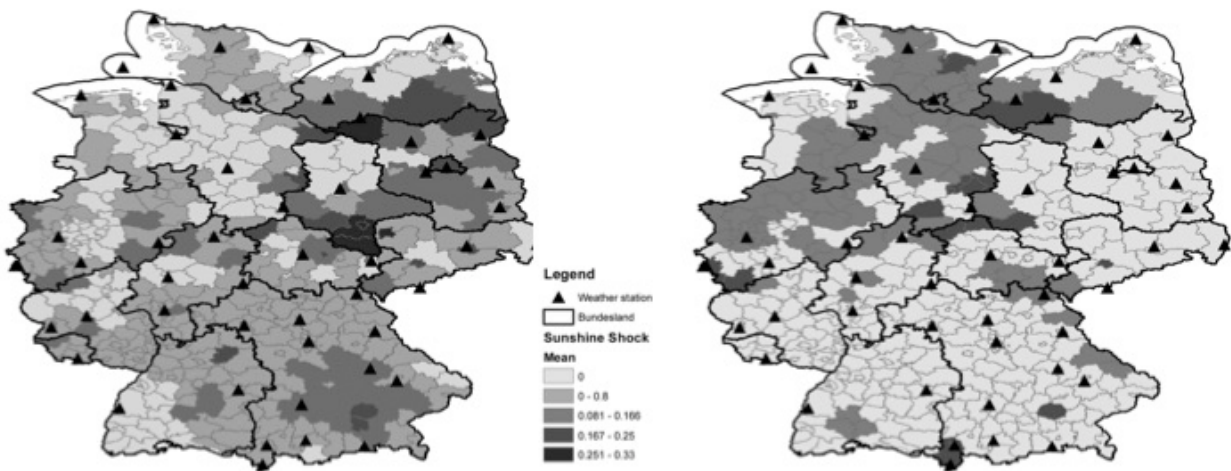 Legend
Weather station
Bundesland
Sunshine Shock
Mean
0
0 - 0.8
0.081 - 0.166
0.167 - 0.25
0.251 - 0.33